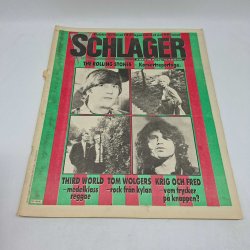 SCHLAGER
THE ROLLING STONES
Konsertreportage
THIRD WORLD
–medelklass
reggae
TOM WOLGERS
–rock från kylan
KRIG OCH FRED
vem trycker
på knappen?